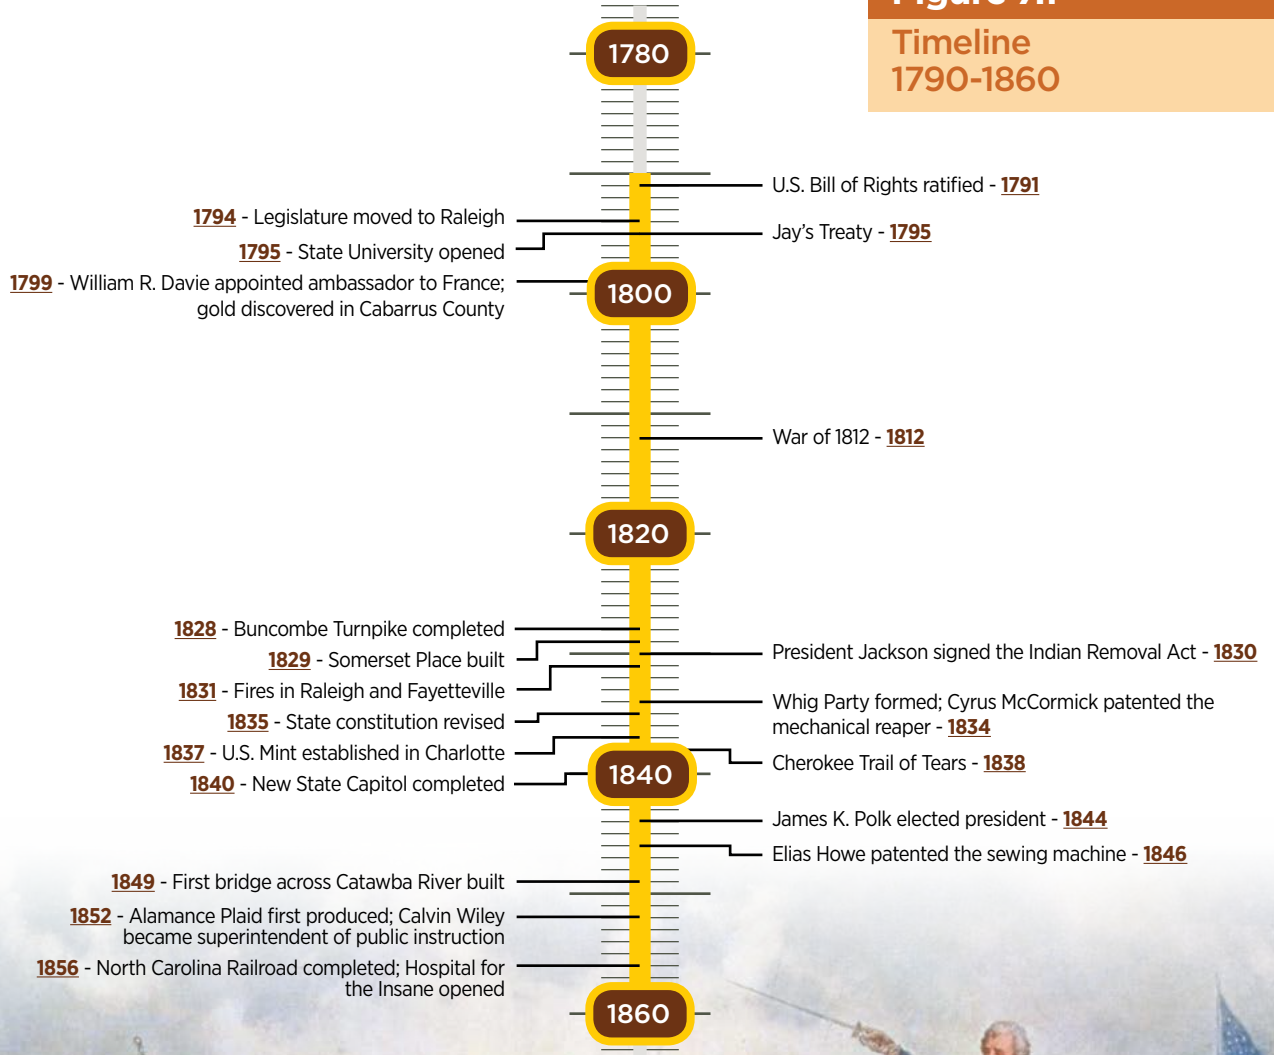 Timeline
1790-1860
1780
U.S. Bill of Rights ratified - 1791
1794 - Legislature moved to Raleigh
Jay’s Treaty - 1795
1795 - State University opened
1799 - William R. Davie appointed ambassador to France;
gold discovered in Cabarrus County
1800
War of 1812 - 1812
1820
1828 - Buncombe Turnpike completed
President Jackson signed the Indian Removal Act - 1830
1829 - Somerset Place built
1831 - Fires in Raleigh and Fayetteville
Whig Party formed; Cyrus McCormick patented the
mechanical reaper - 1834
1835 - State constitution revised
1837 - U.S. Mint established in Charlotte
Cherokee Trail of Tears - 1838
1840
1840 - New State Capitol completed
James K. Polk elected president - 1844
Elias Howe patented the sewing machine - 1846
1849 - First bridge across Catawba River built
1852 - Alamance Plaid first produced; Calvin Wiley
became superintendent of public instruction
1856 - North Carolina Railroad completed; Hospital for
the Insane opened
1860